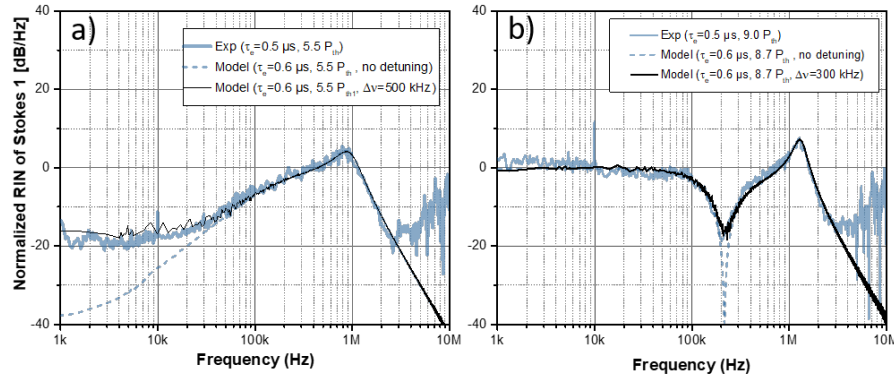 a)
Exp (τe=0.5 µs, 5.5 Pth)
Model (τe=0.6 µs, 5.5 Pth , no detuning)
Model (τe=0.6 µs, 5.5 Pth1, Δν=500 kHz)
Normalized RIN of Stokes 1 [dB/Hz]
40
20
0
-20
-40
1k
10k
100k
1M
10M
Frequency (Hz)
b)
Exp (τe=0.5 µs, 9.0 Pth)
Model (τe=0.6 µs, 8.7 Pth , no detuning)
Model (τe=0.6 µs, 8.7 Pth, Δν=300 kHz)
40
20
0
-20
-40
1k
10k
100k
1M
10M
Frequency (Hz)